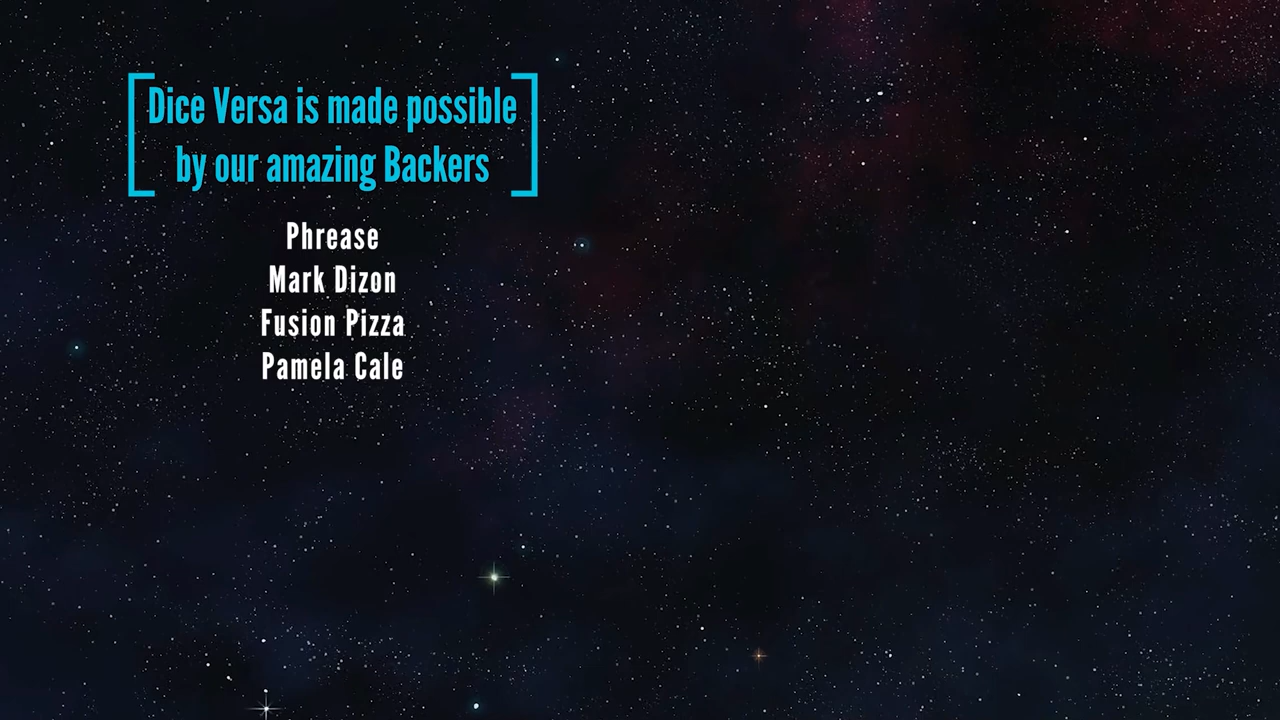 Dice Versa is made possible
by our amazing Backers
Phrease
Mark Dizon
Fusion Pizza
Pamela Cale